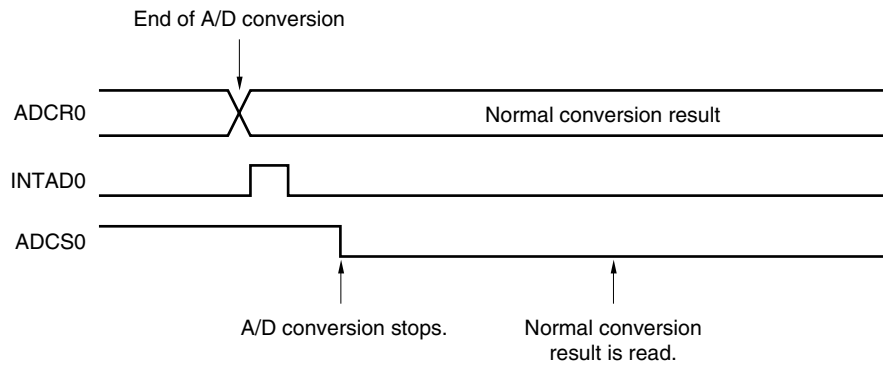 End of A/D conversion
ADCR0
Normal conversion result
INTAD0
ADCS0
A/D conversion stops.
Normal conversion
result is read.